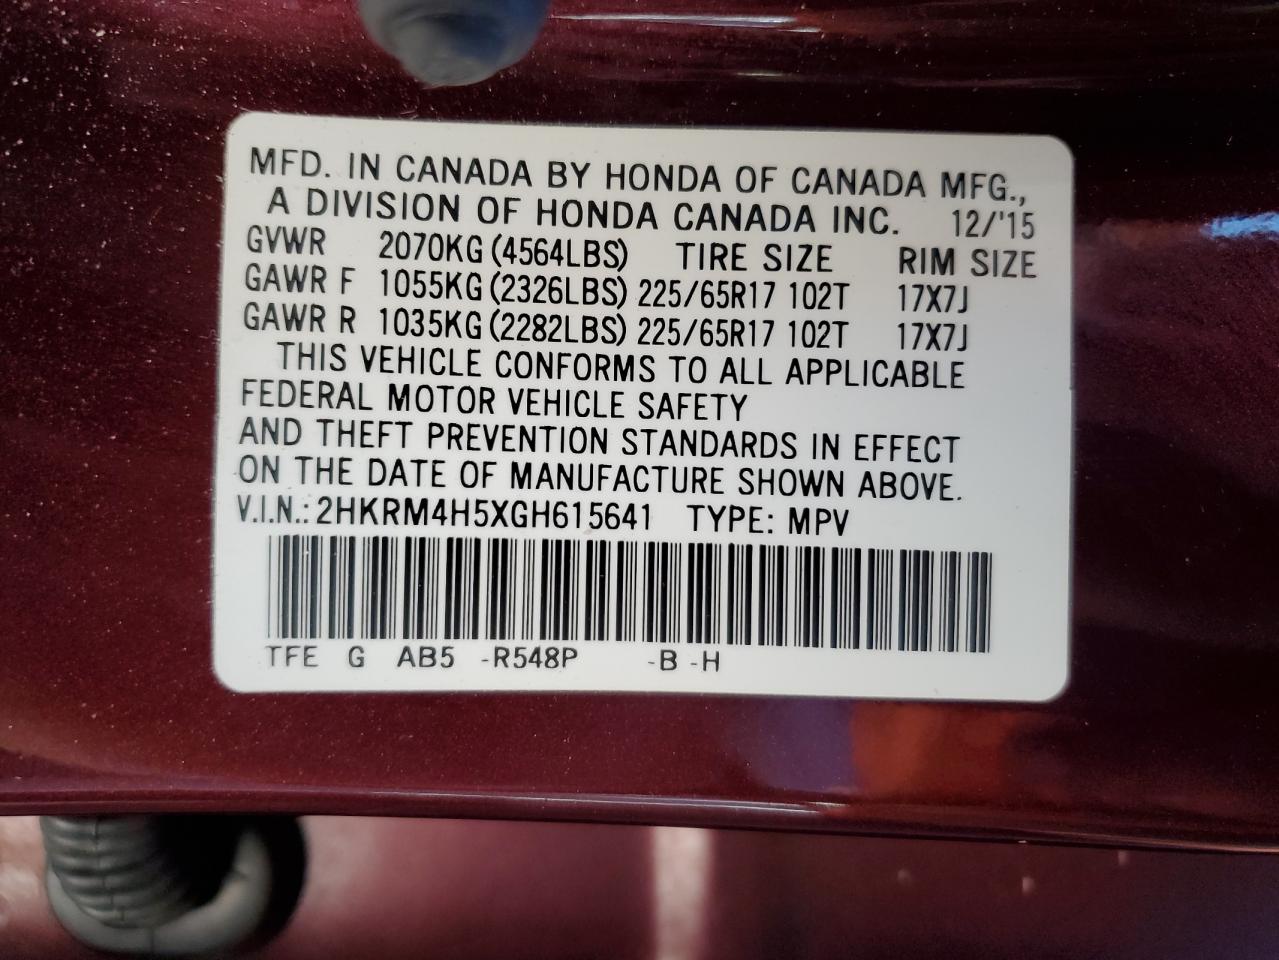 MFD. IN CANADA BY HONDA OF CANADA MFG.,
A DIVISION OF HONDA CANADA INC. 12/'15
GVWR 2070KG (4564LBS) TIRE SIZE RIM SIZE
GAWR F 1055KG (2326LBS) 225/65R17 102T 17X7J
GAWR R 1035KG (2282LBS) 225/65R17 102T 17X7J
THIS VEHICLE CONFORMS TO ALL APPLICABLE
FEDERAL MOTOR VEHICLE SAFETY
AND THEFT PREVENTION STANDARDS IN EFFECT
ON THE DATE OF MANUFACTURE SHOWN ABOVE.
V.I.N.: 2HKRM4H5XGH615641 TYPE: MPV
TFE G AB5 -R548P -B -H